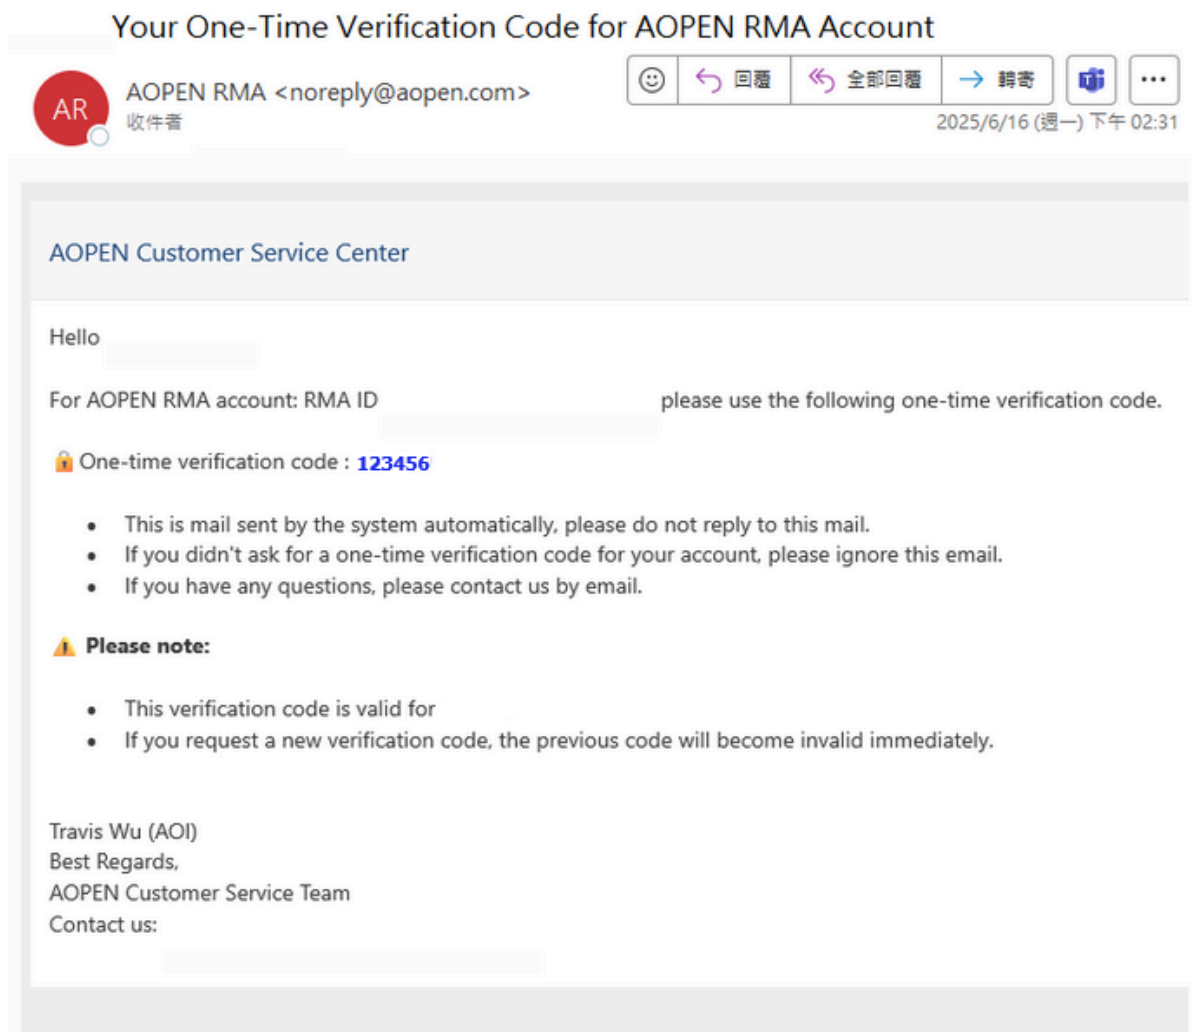 Your One-Time Verification Code for AOPEN RMA Account
AR
AOPEN RMA <noreply@aopen.com>
收件者
回覆
全部回覆
轉寄
2025/6/16 (週一) 下午 02:31
AOPEN Customer Service Center
Hello
For AOPEN RMA account: RMA ID please use the following one-time verification code.
🔒 One-time verification code : 123456
• This is mail sent by the system automatically, please do not reply to this mail.
• If you didn't ask for a one-time verification code for your account, please ignore this email.
• If you have any questions, please contact us by email.
⚠ Please note:
• This verification code is valid for
• If you request a new verification code, the previous code will become invalid immediately.
Travis Wu (AOI)
Best Regards,
AOPEN Customer Service Team
Contact us: